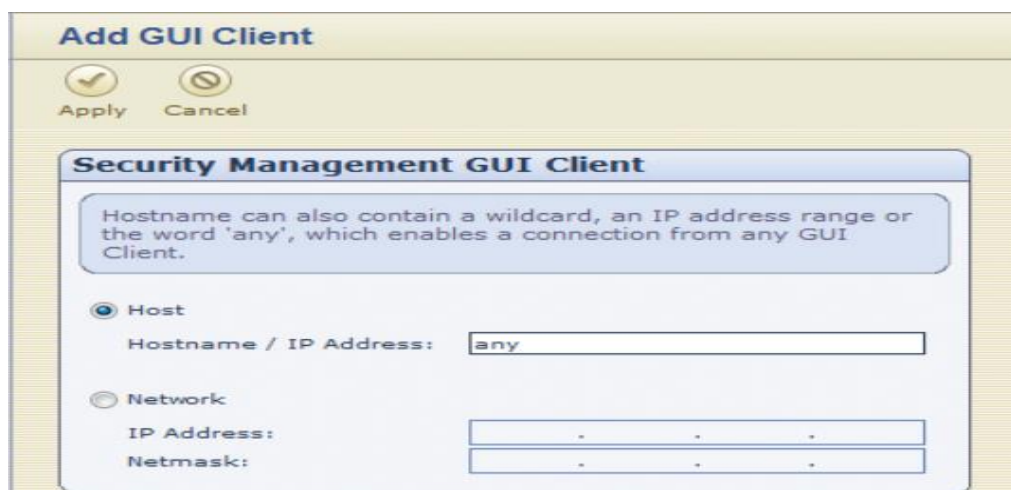 Add GUI Client
Apply Cancel
Security Management GUI Client
Hostname can also contain a wildcard, an IP address range or
the word 'any', which enables a connection from any GUI
Client.
Host
Hostname / IP Address: any
Network
IP Address: . . .
Netmask: . . .